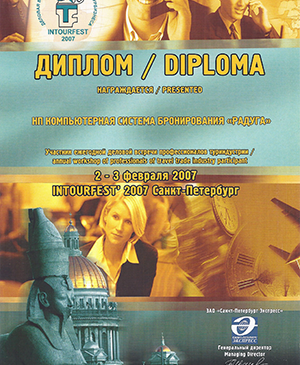 INTOURFEST
2007
ДИПЛОМ / DIPLOMA
НАГРАЖДАЕТСЯ / PRESENTED
НП КОМПЬЮТЕРНАЯ СИСТЕМА БРОНИРОВАНИЯ «РАДУГА»
Участник ежегодной деловой встречи профессионалов туриндустрии /
annual workshop of professionals of travel trade industry participant
2 - 3 февраля 2007
INTOURFEST' 2007 Санкт-Петербург
ЗАО «Санкт-Петербург Экспресс»
ЭКСПРЕСС
Генеральный директор
Managing Director